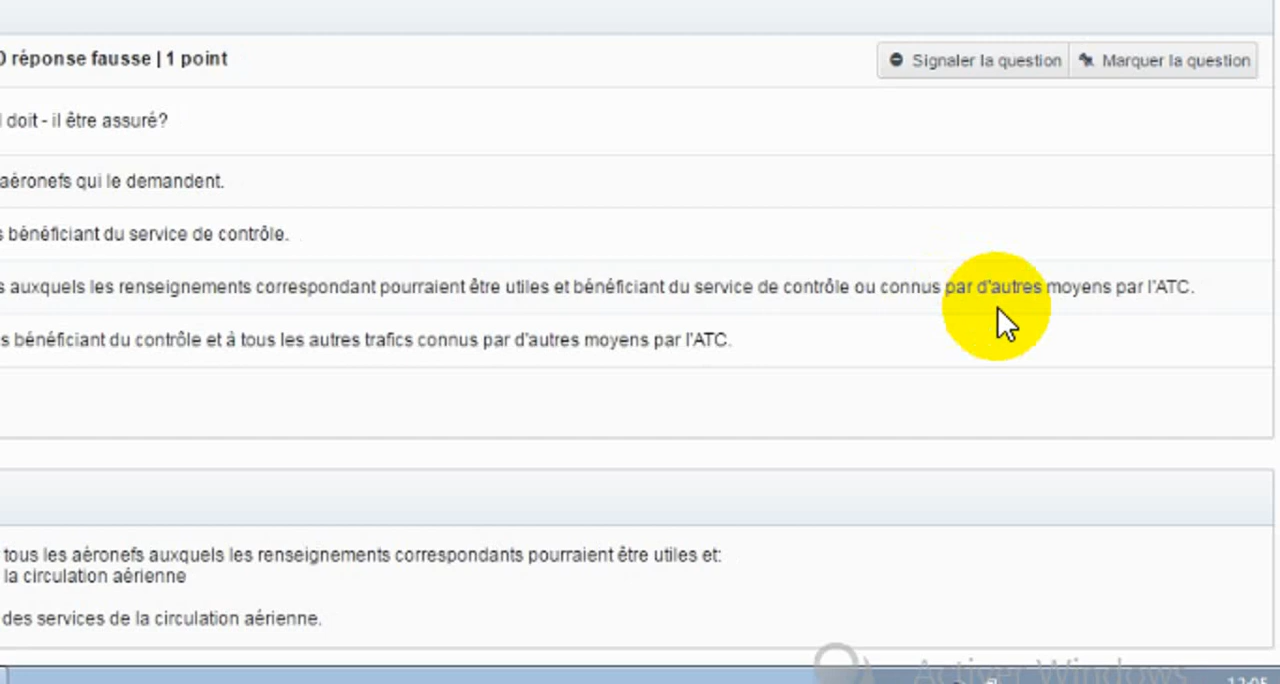 réponse fausse | 1 point
Signaler la question
Marquer la question
doit - il être assuré?
aéronefs qui le demandent.
s bénéficiant du service de contrôle.
s auxquels les renseignements correspondant pourraient être utiles et bénéficiant du service de contrôle ou connus par d'autres moyens par l'ATC.
s bénéficiant du contrôle et à tous les autres trafics connus par d'autres moyens par l'ATC.
tous les aéronefs auxquels les renseignements correspondants pourraient être utiles et:
la circulation aérienne
des services de la circulation aérienne.
Activer Windows
12:05